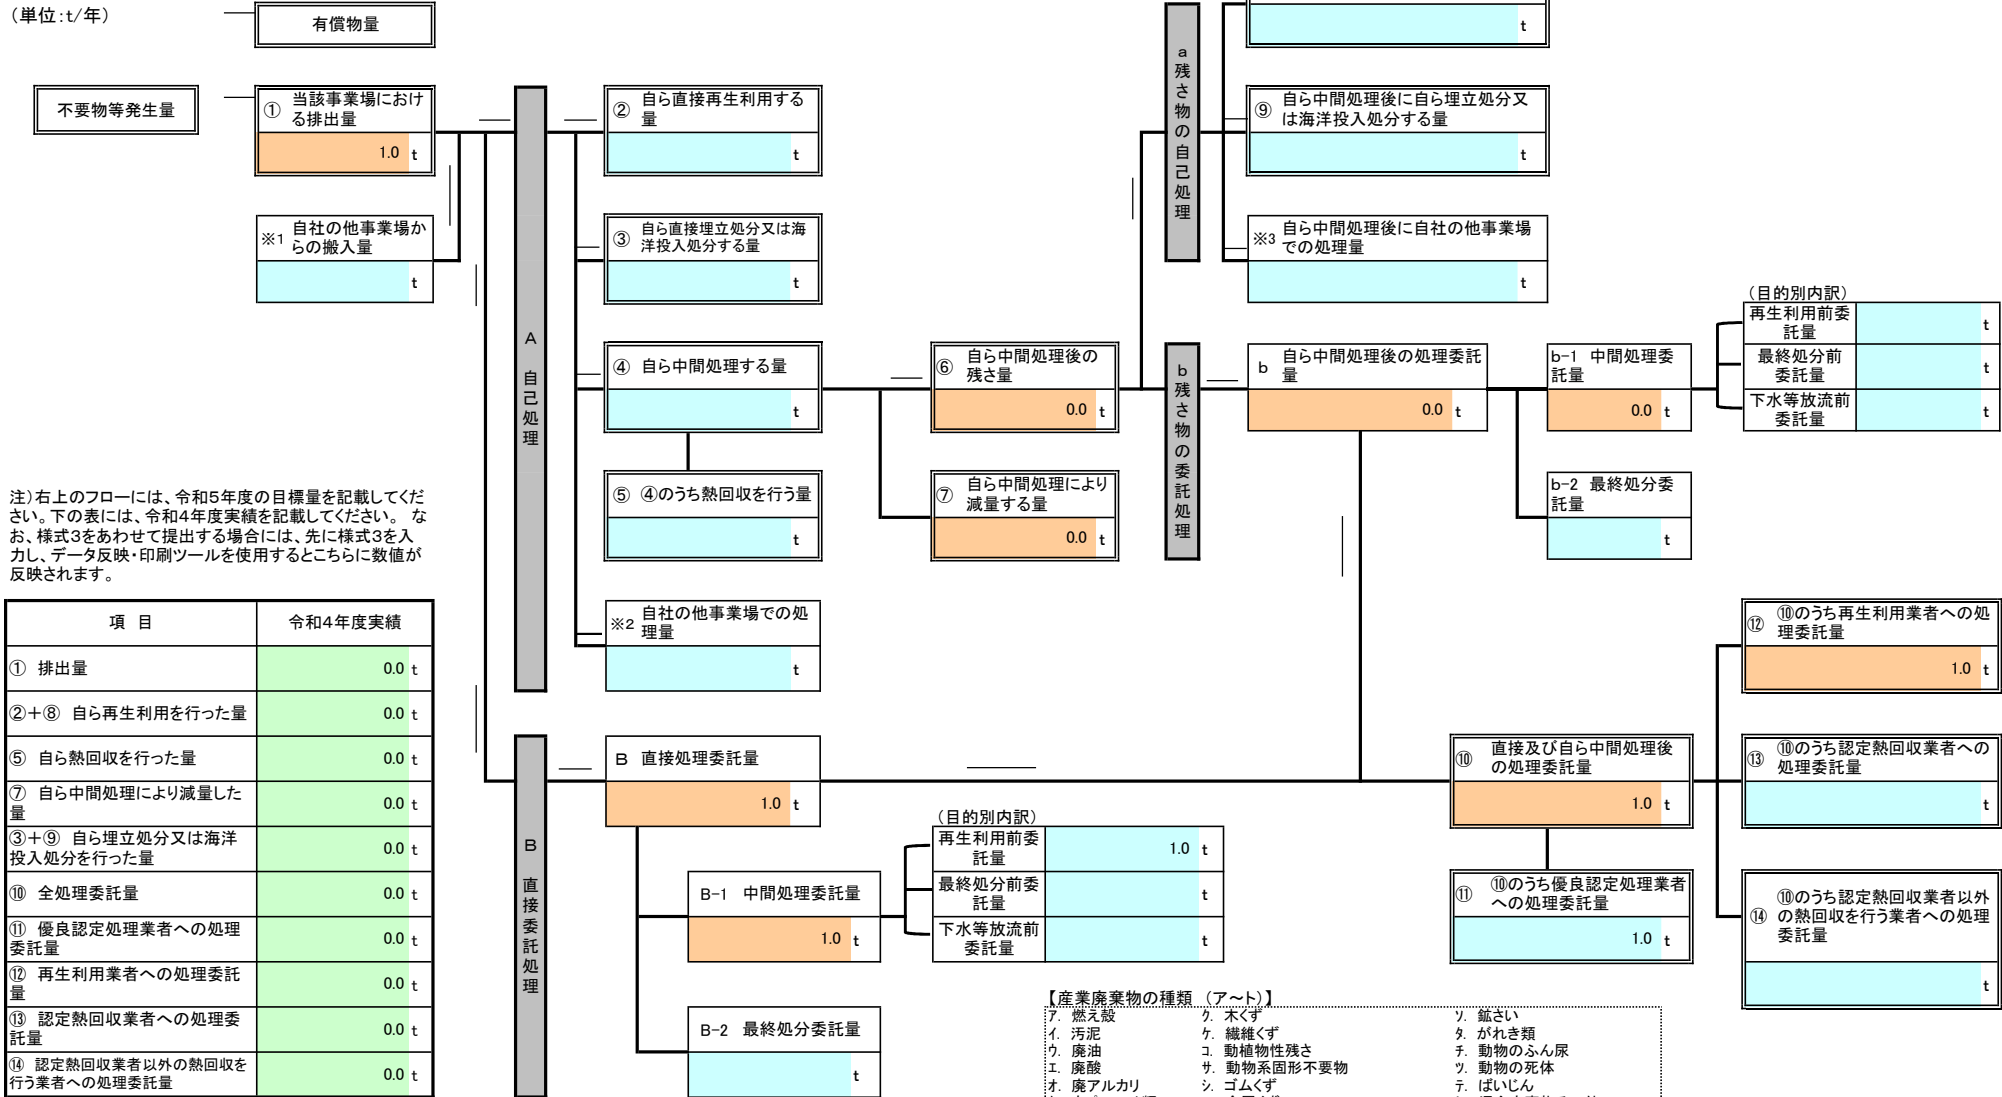 （単位：t/年）
有償物量
t
不要物等発生量
① 当該事業場におけ
る排出量
1.0 t
※1 自社の他事業場か
らの搬入量
t
A 自己処理
② 自ら直接再生利用する
量
t
③ 自ら直接埋立処分又は海
洋投入処分する量
t
④ 自ら中間処理する量
t
⑤ ④のうち熱回収を行う量
t
※2 自社の他事業場での処
理量
t
⑥ 自ら中間処理後の
残さ量
0.0 t
⑦ 自ら中間処理により
減量する量
0.0 t
a 残さ物の自己処理
⑨ 自ら中間処理後に自ら埋立処分又
は海洋投入処分する量
t
※3 自ら中間処理後に自社の他事業場
での処理量
t
b 残さ物の委託処理
b 自ら中間処理後の処理委託
量
0.0 t
b-1 中間処理委
託量
0.0 t
b-2 最終処分委
託量
t
（目的別内訳）
再生利用前委
託量
t
最終処分前
委託量
t
下水等放流前
委託量
t
注）右上のフローには、令和5年度の目標量を記載してくだ
さい。下の表には、令和4年度実績を記載してください。 な
お、様式3をあわせて提出する場合には、先に様式3を入
力し、データ反映・印刷ツールを使用するとこちらに数値が
反映されます。
項 目 令和4年度実績
① 排出量 0.0 t
②＋⑧ 自ら再生利用を行った量 0.0 t
⑤ 自ら熱回収を行った量 0.0 t
⑦ 自ら中間処理により減量した
量 0.0 t
③＋⑨ 自ら埋立処分又は海洋
投入処分を行った量 0.0 t
⑩ 全処理委託量 0.0 t
⑪ 優良認定処理業者への処理
委託量 0.0 t
⑫ 再生利用業者への処理委託
量 0.0 t
⑬ 認定熱回収業者への処理委
託量 0.0 t
⑭ 認定熱回収業者以外の熱回収を
行う業者への処理委託量 0.0 t
B 直接委託処理
B 直接処理委託量
1.0 t
B-1 中間処理委託量
1.0 t
B-2 最終処分委託量
t
（目的別内訳）
再生利用前委
託量
1.0 t
最終処分前委
託量
t
下水等放流前
委託量
t
⑩ 直接及び自ら中間処理後
の処理委託量
1.0 t
⑪ ⑩のうち優良認定処理業者
への処理委託量
1.0 t
⑫ ⑩のうち再生利用業者への処
理委託量
1.0 t
⑬ ⑩のうち認定熱回収業者への
処理委託量
t
⑭ ⑩のうち認定熱回収業者以外
の熱回収を行う業者への処理
委託量
t
【産業廃棄物の種類 （ア～ト）】
ア. 燃え殻 ク. 木くず ソ. 鉱さい
イ. 汚泥 ケ. 繊維くず タ. がれき類
ウ. 廃油 コ. 動植物性残さ チ. 動物のふん尿
エ. 廃酸 サ. 動物系固形不要物 ツ. 動物の死体
オ. 廃アルカリ シ. ゴムくず テ. ばいじん